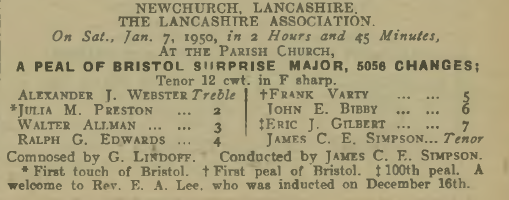 NEWCHURCH, LANCASHIRE.
THE LANCASHIRE ASSOCIATION.
On Sat., Jan. 7, 1950, in 2 Hours and 45 Minutes,
AT THE PARISH CHURCH,
A PEAL OF BRISTOL SURPRISE MAJOR, 5056 CHANGES;
Tenor 12 cwt. in F sharp.
ALEXANDER J. WEBSTER Treble
*JULIA M. PRESTON ... 2
WALTER ALLMAN ... ... 3
RALPH G. EDWARDS ... 4
†FRANK VARTY ... ... 5
JOHN E. BIBBY ... ... 6
‡ERIC J. GILBERT ... ... 7
JAMES C. E. SIMPSON... Tenor
Composed by G. LINDOFF. Conducted by JAMES C. E. SIMPSON.
* First touch of Bristol. † First peal of Bristol. ‡ 100th peal. A
welcome to Rev. E. A. Lee, who was inducted on December 16th.